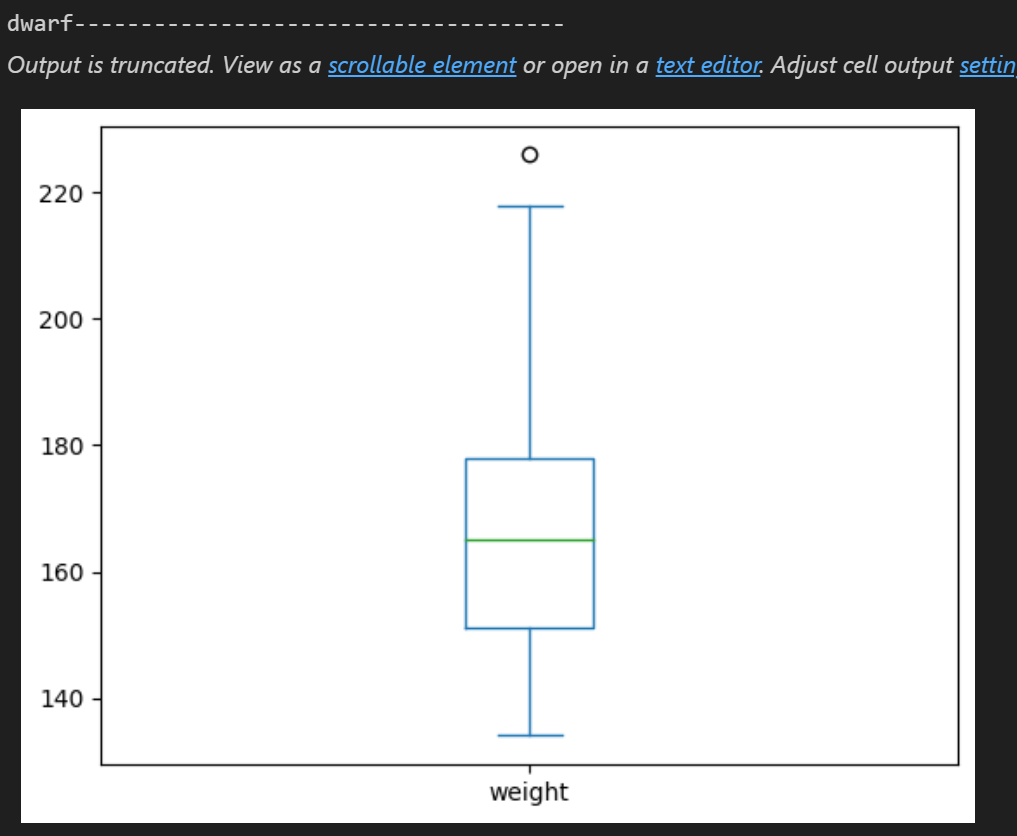 dwarf-------------------------------------
Output is truncated. View as a scrollable element or open in a text editor. Adjust cell output settin
220
200
180
160
140
weight